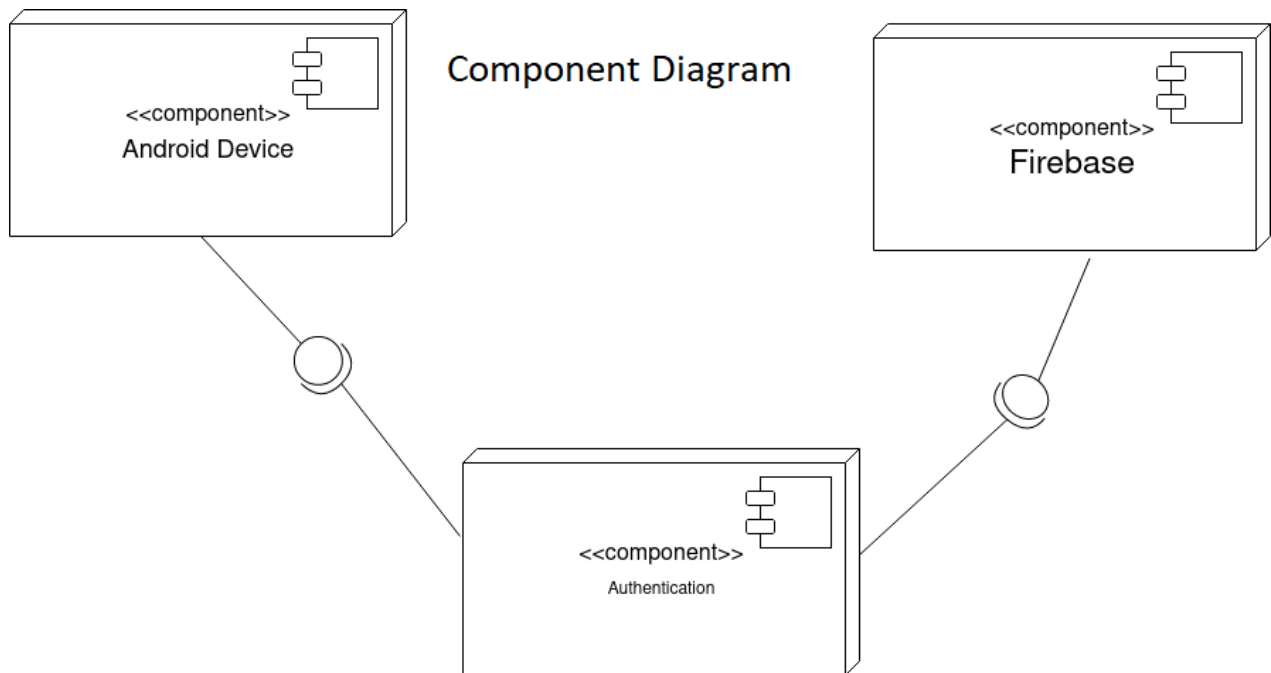 Component Diagram
<<component>>
Android Device
<<component>>
Firebase
<<component>>
Authentication